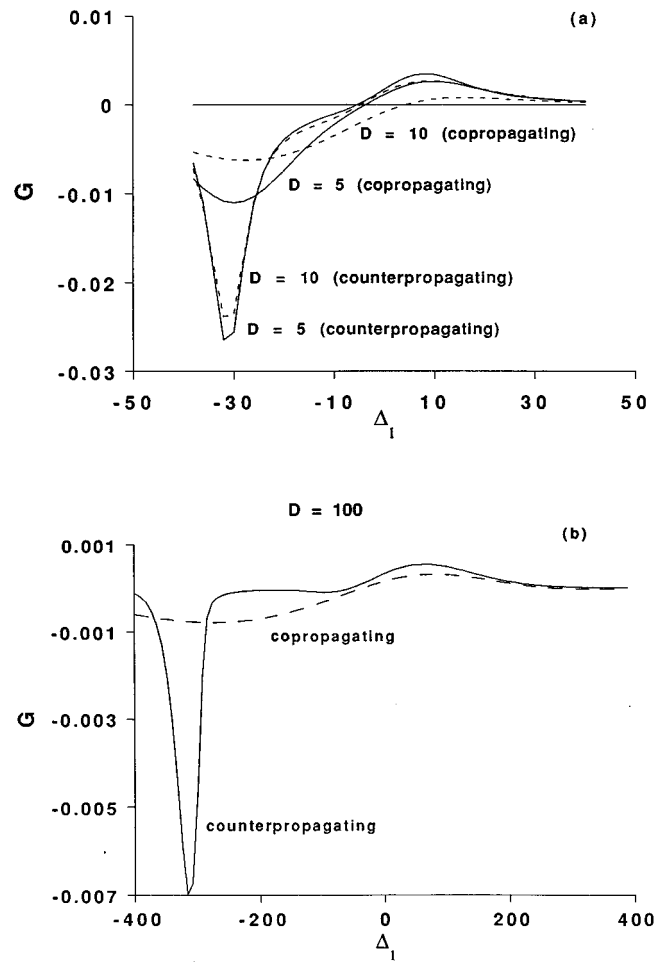 0.01
(a)
0
D = 10 (copropagating)
D = 5 (copropagating)
-0.01
G
D = 10 (counterpropagating)
-0.02
D = 5 (counterpropagating)
-0.03
-50 -30 -10 10 30 50
Δ1
D = 100
(b)
0.001
-0.001
copropagating
-0.003
G
-0.005
counterpropagating
-0.007
-400 -200 0 200 400
Δ1